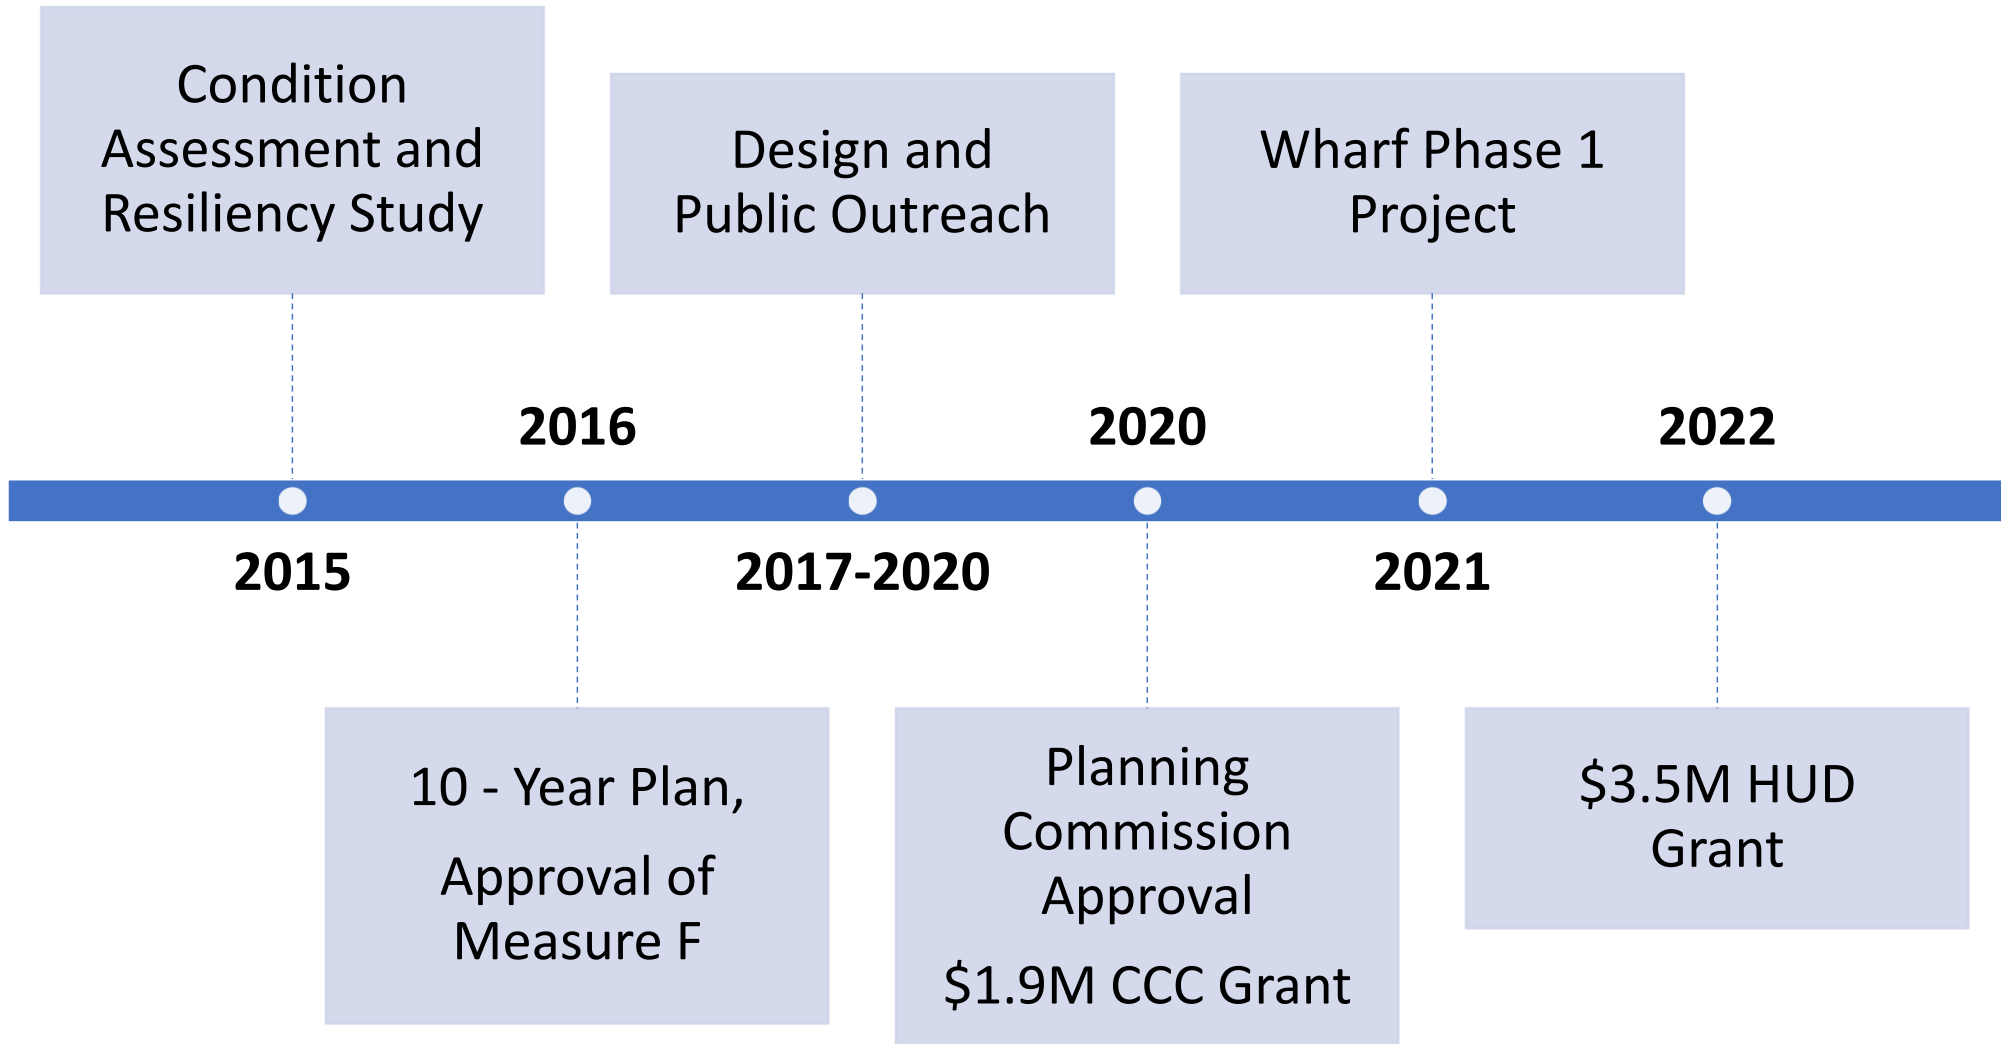 Condition
Assessment and
Resiliency Study
Design and
Public Outreach
Wharf Phase 1
Project
2016
2020
2022
2015
2017-2020
2021
10 - Year Plan,
Approval of
Measure F
Planning
Commission
Approval
$1.9M CCC Grant
$3.5M HUD
Grant